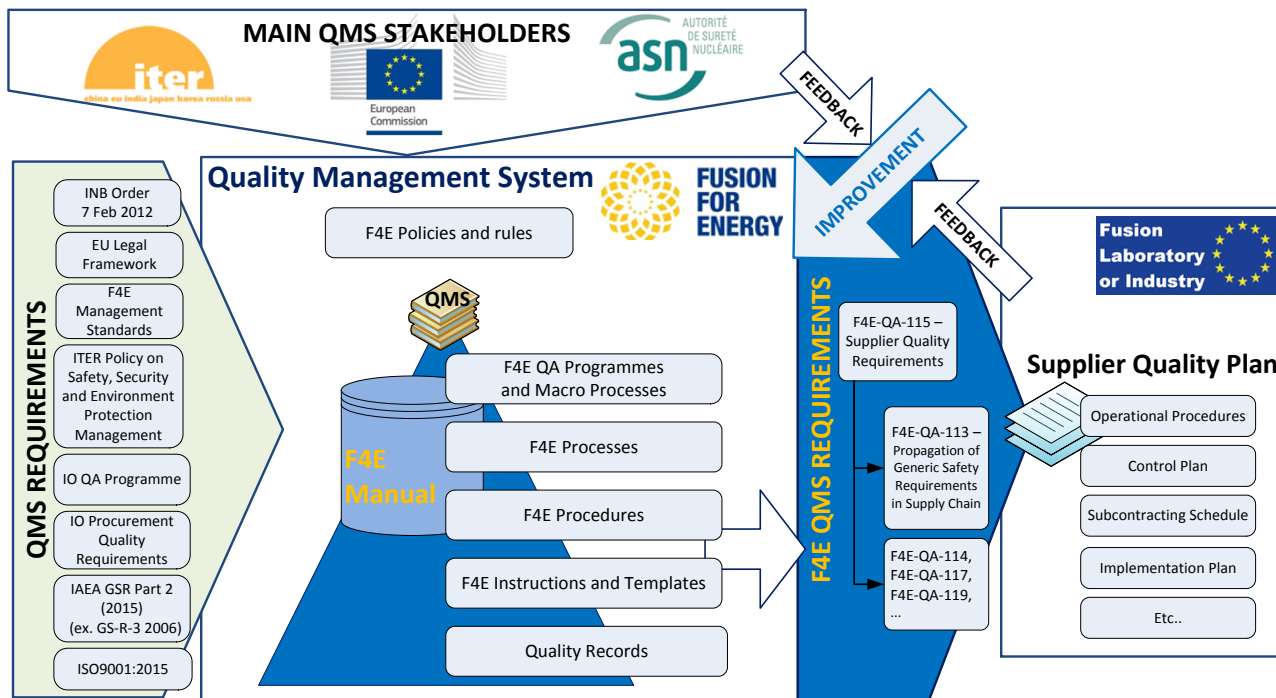 MAIN QMS STAKEHOLDERS
iter
china eu india japan korea russia usa
European
Commission
asn
AUTORITÉ
DE SURETÉ
NUCLÉAIRE
FEEDBACK
IMPROVEMENT
FEEDBACK
QMS REQUIREMENTS
INB Order
7 Feb 2012
EU Legal
Framework
F4E
Management
Standards
ITER Policy on
Safety, Security
and Environment
Protection
Management
IO QA Programme
IO Procurement
Quality
Requirements
IAEA GSR Part 2
(2015)
(ex. GS-R-3 2006)
ISO9001:2015
Quality Management System
FUSION
FOR
ENERGY
F4E Policies and rules
QMS
F4E
Manual
F4E QA Programmes
and Macro Processes
F4E Processes
F4E Procedures
F4E Instructions and Templates
Quality Records
F4E QMS REQUIREMENTS
F4E-QA-115 –
Supplier Quality
Requirements
F4E-QA-113 –
Propagation of
Generic Safety
Requirements
in Supply Chain
F4E-QA-114,
F4E-QA-117,
F4E-QA-119,
...
Fusion
Laboratory
or Industry
Supplier Quality Plan
Operational Procedures
Control Plan
Subcontracting Schedule
Implementation Plan
Etc..